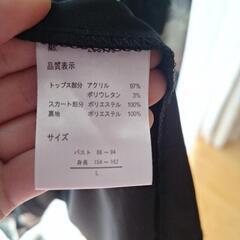 品質表示
トップス部分 アクリル 97%
ポリウレタン 3%
スカート部分 ポリエステル 100%
裏地 ポリエステル 100%
サイズ
バスト 86 ~ 94
身長 154 ~ 162
L